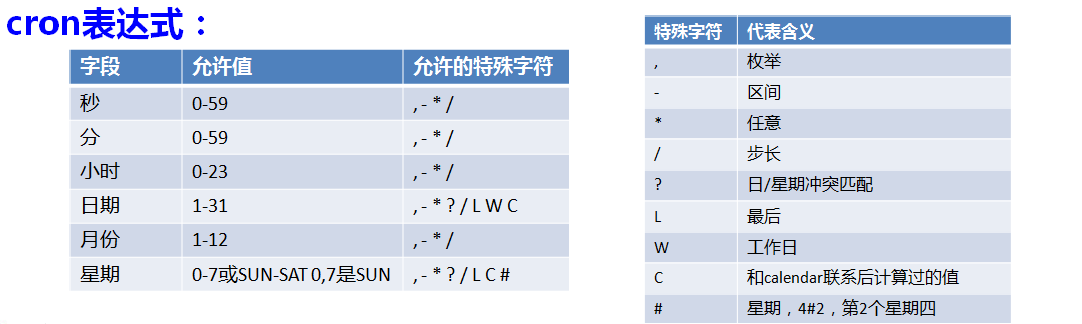 cron表达式：
字段 允许值 允许的特殊字符
秒 0-59 , - * /
分 0-59 , - * /
小时 0-23 , - * /
日期 1-31 , - * ? / L W C
月份 1-12 , - * /
星期 0-7或SUN-SAT 0,7是SUN , - * ? / L C #
特殊字符 代表含义
, 枚举
- 区间
* 任意
/ 步长
? 日/星期冲突匹配
L 最后
W 工作日
C 和calendar联系后计算过的值
# 星期，4#2，第2个星期四